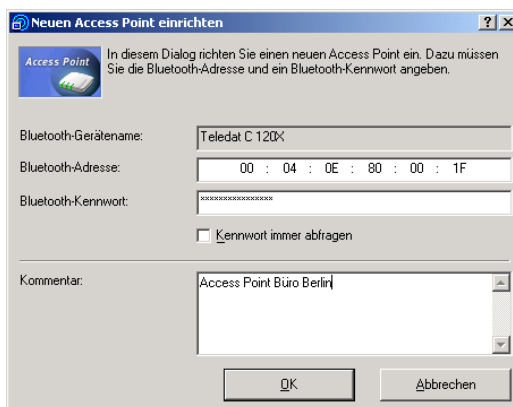 Neuen Access Point einrichten
Access Point
In diesem Dialog richten Sie einen neuen Access Point ein. Dazu müssen
Sie die Bluetooth-Adresse und ein Bluetooth-Kennwort angeben.
Bluetooth-Gerätename: Teledat C 120X
Bluetooth-Adresse: 00 : 04 : 0E : 80 : 00 : 1F
Bluetooth-Kennwort: ***************
Kennwort immer abfragen
Kommentar: Access Point Büro Berlin
OK Abbrechen